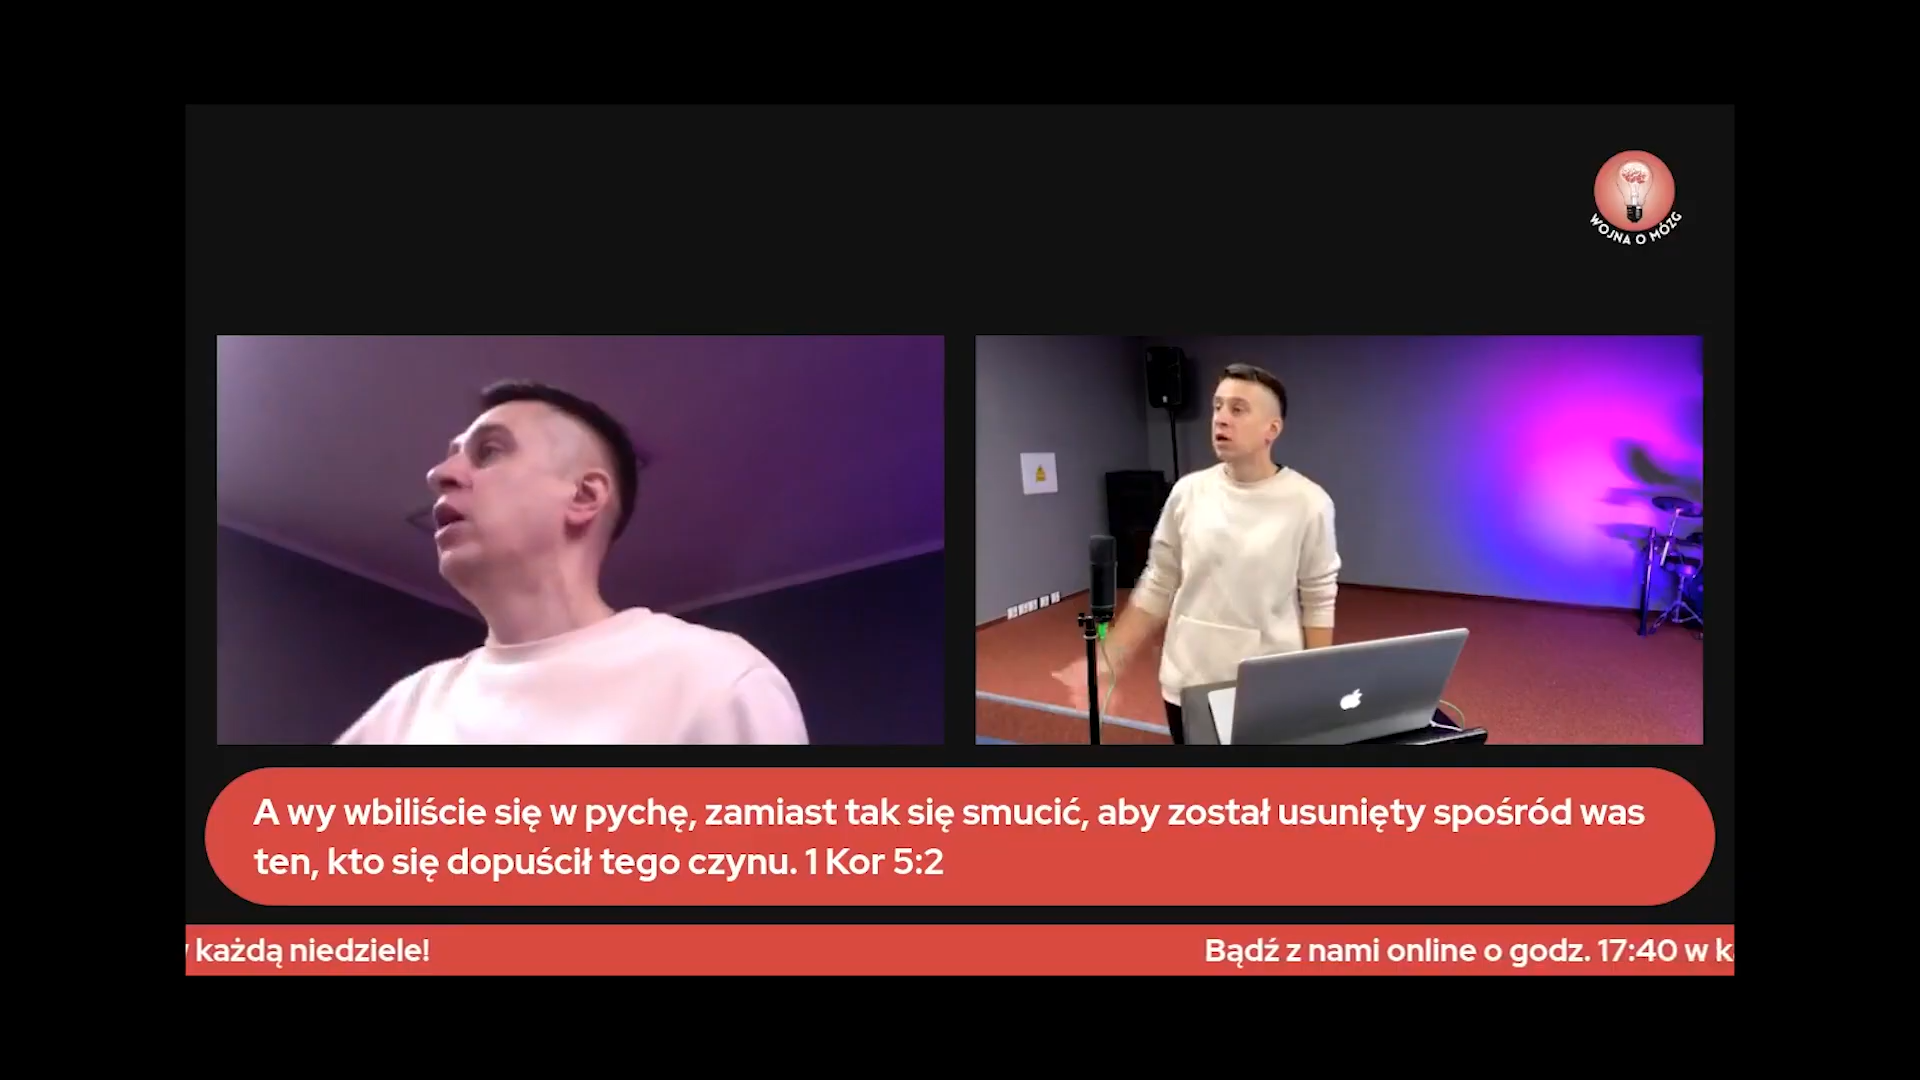 WOJNA O MÓZG
A wy wbiliście się w pychę, zamiast tak się smucić, aby został usunięty spośród was
ten, kto się dopuścił tego czynu. 1 Kor 5:2
każdą niedziele!
Bądź z nami online o godz. 17:40 w